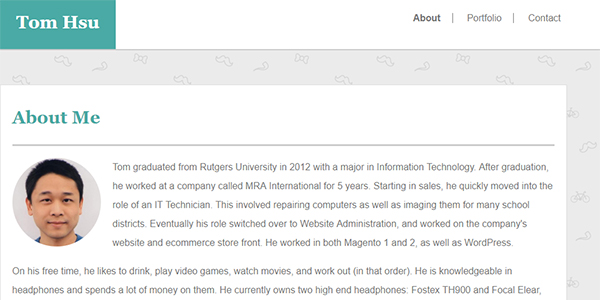 Tom Hsu
About | Portfolio | Contact
About Me
Tom graduated from Rutgers University in 2012 with a major in Information Technology. After graduation,
he worked at a company called MRA International for 5 years. Starting in sales, he quickly moved into the
role of an IT Technician. This involved repairing computers as well as imaging them for many school
districts. Eventually his role switched over to Website Administration, and worked on the company's
website and ecommerce store front. He worked in both Magento 1 and 2, as well as WordPress.
On his free time, he likes to drink, play video games, watch movies, and work out (in that order). He is knowledgeable in
headphones and spends a lot of money on them. He currently owns two high end headphones: Fostex TH900 and Focal Elear,